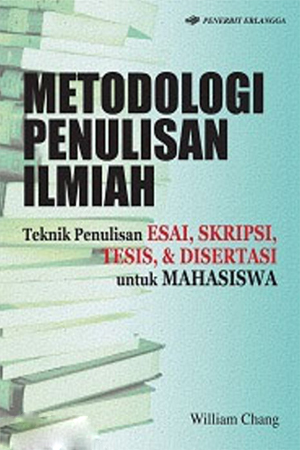 PENERBIT ERLANGGA
METODOLOGI
PENULISAN
ILMIAH
Teknik Penulisan ESAI, SKRIPSI,
TESIS, & DISERTASI
untuk MAHASISWA
William Chang